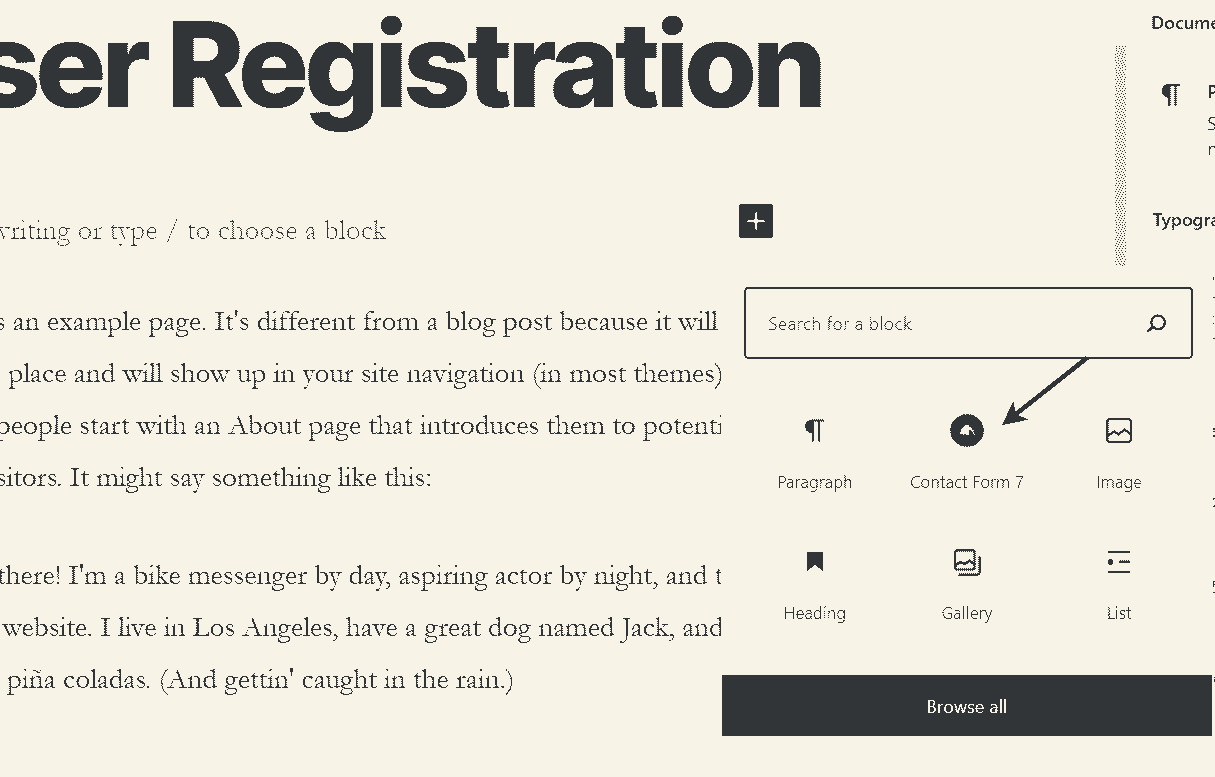 ser Registration
writing or type / to choose a block
s an example page. It's different from a blog post because it will
place and will show up in your site navigation (in most themes)
people start with an About page that introduces them to potenti
sitors. It might say something like this:
there! I'm a bike messenger by day, aspiring actor by night, and t
website. I live in Los Angeles, have a great dog named Jack, and
piña coladas. (And gettin' caught in the rain.)
Search for a block
Paragraph
Contact Form 7
Image
Heading
Gallery
List
Browse all
Docume
Typogra